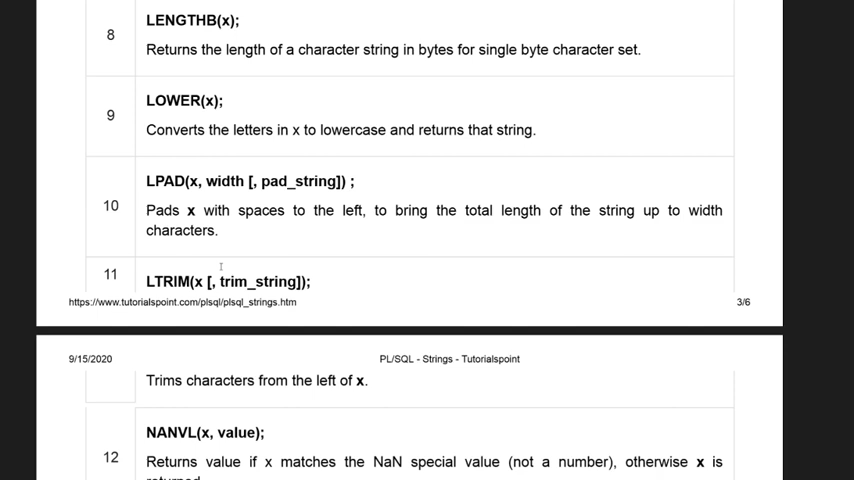 8
LENGTHB(x);
Returns the length of a character string in bytes for single byte character set.
9
LOWER(x);
Converts the letters in x to lowercase and returns that string.
10
LPAD(x, width [, pad_string]) ;
Pads x with spaces to the left, to bring the total length of the string up to width
characters.
11
LTRIM(x [, trim_string]);
https://www.tutorialspoint.com/plsql/plsql_strings.htm
3/6
9/15/2020
PL/SQL - Strings - Tutorialspoint
Trims characters from the left of x.
12
NANVL(x, value);
Returns value if x matches the NaN special value (not a number), otherwise x is